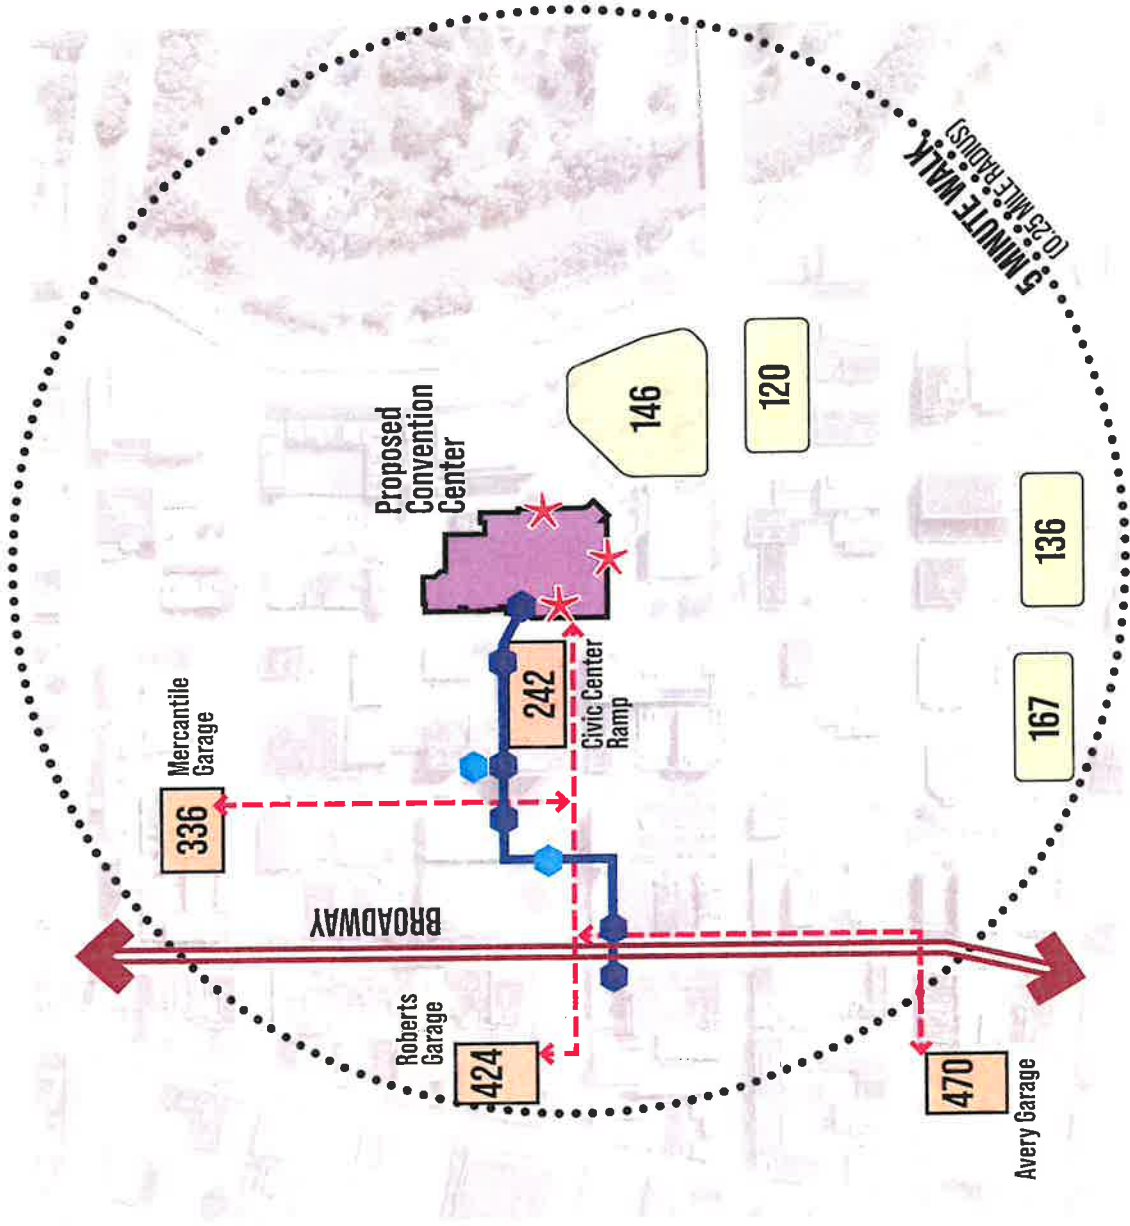 336
Mercantile
Garage
BROADWAY
Roberts
Garage
424
Proposed
Convention
Center
242
Civic Center
Ramp
146
120
470
Avery Garage
167
136
5 MINUTE WALK
(0.25 MILE RADIUS)